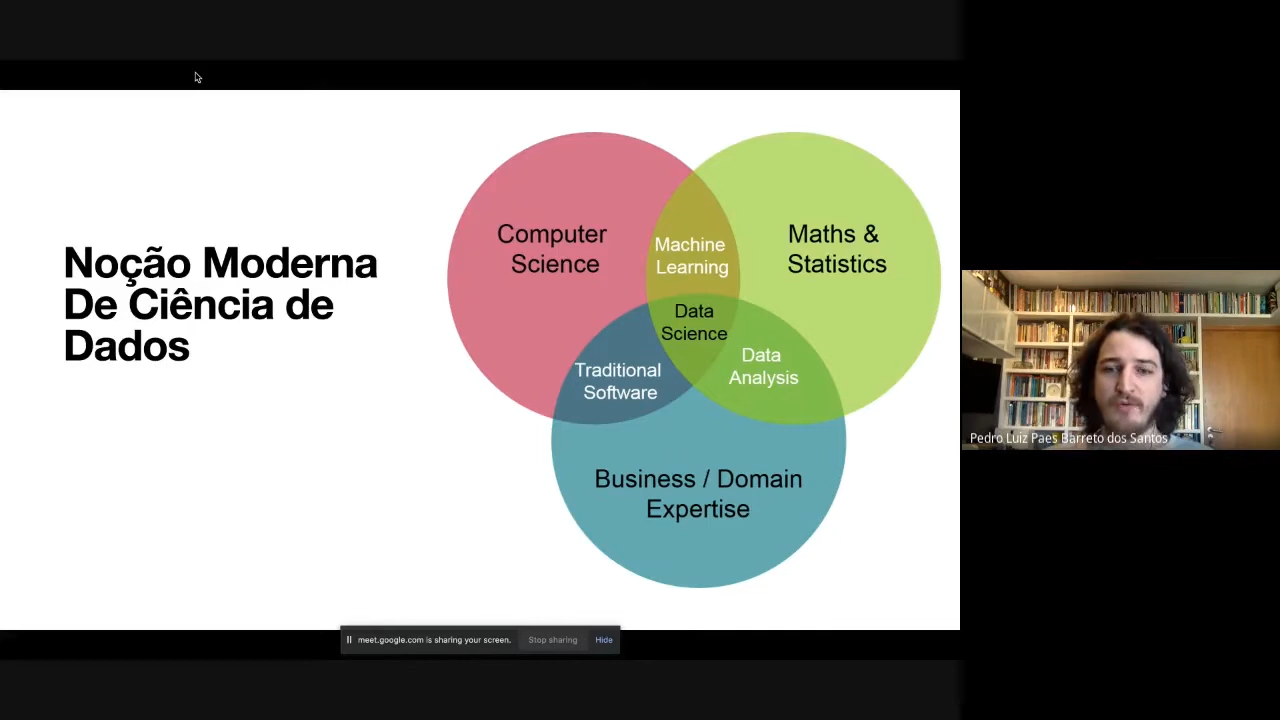 Noção Moderna
De Ciência de
Dados
Computer
Science
Machine
Learning
Maths &
Statistics
Data
Science
Traditional
Software
Data
Analysis
Business / Domain
Expertise
Pedro Luiz Paes Barreto dos Santos
meet.google.com is sharing your screen.
Stop sharing
Hide